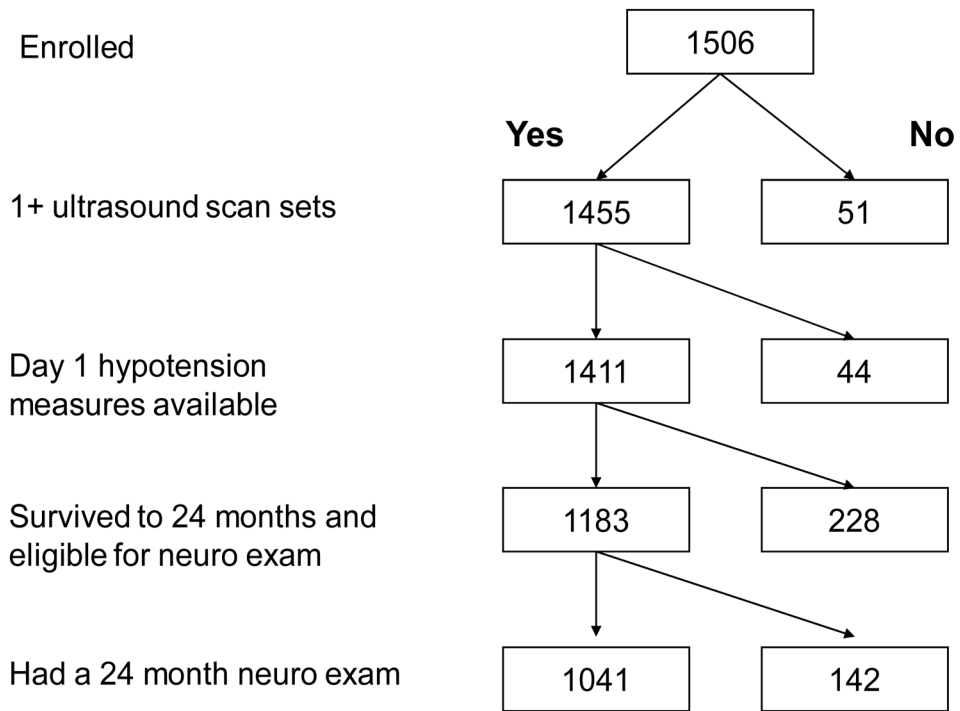 Enrolled
1506
Yes
No
1+ ultrasound scan sets
1455
51
Day 1 hypotension
measures available
1411
44
Survived to 24 months and
eligible for neuro exam
1183
228
Had a 24 month neuro exam
1041
142